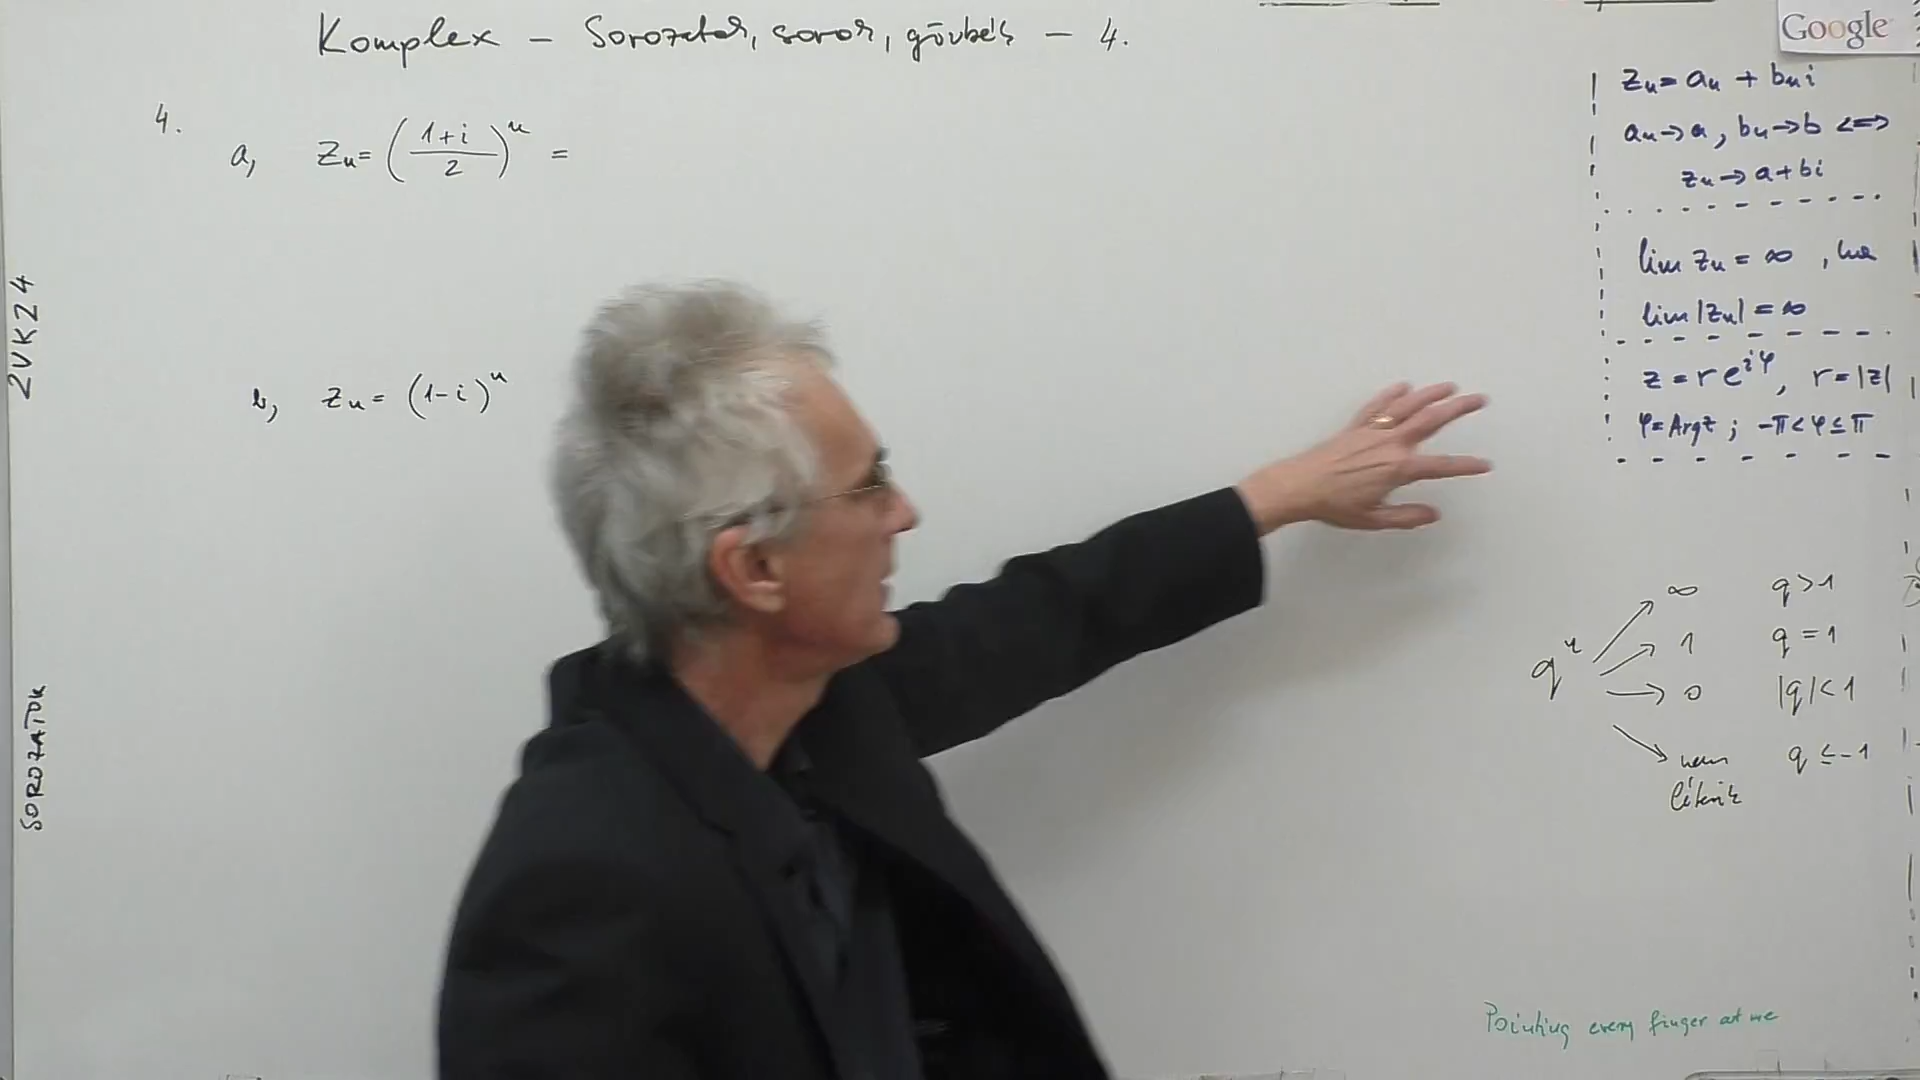 Komplex – Sorozatok, sorok, görbék – 4.
Google
4.
a, Zn = ((1+i)/2)^n =
b, Zn = (1-i)^n
Zn = an + bni
an→a, bn→b <=>
zn→a+bi
lim zn = ∞, ha
lim |zn| = ∞
z = r e^iφ, r = |z|
φ = Arg z ; -π<φ≤π
q^n
∞ q>1
1 q=1
0 |q|<1
nem létezik q≤-1
Pointing every finger at me
2VK24
SOROZATOK